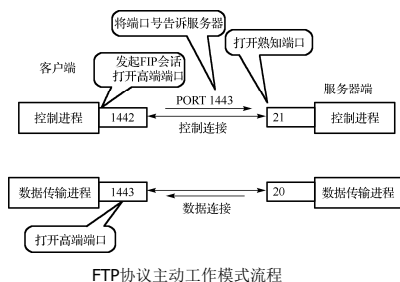 将端口号告诉服务器
打开熟知端口
客户端
发起FIP会话
打开高端端口
服务器端
PORT 1443
控制进程
1442
21
控制进程
控制连接
数据传输进程
1443
20
数据传输进程
数据连接
打开高端端口
FTP协议主动工作模式流程